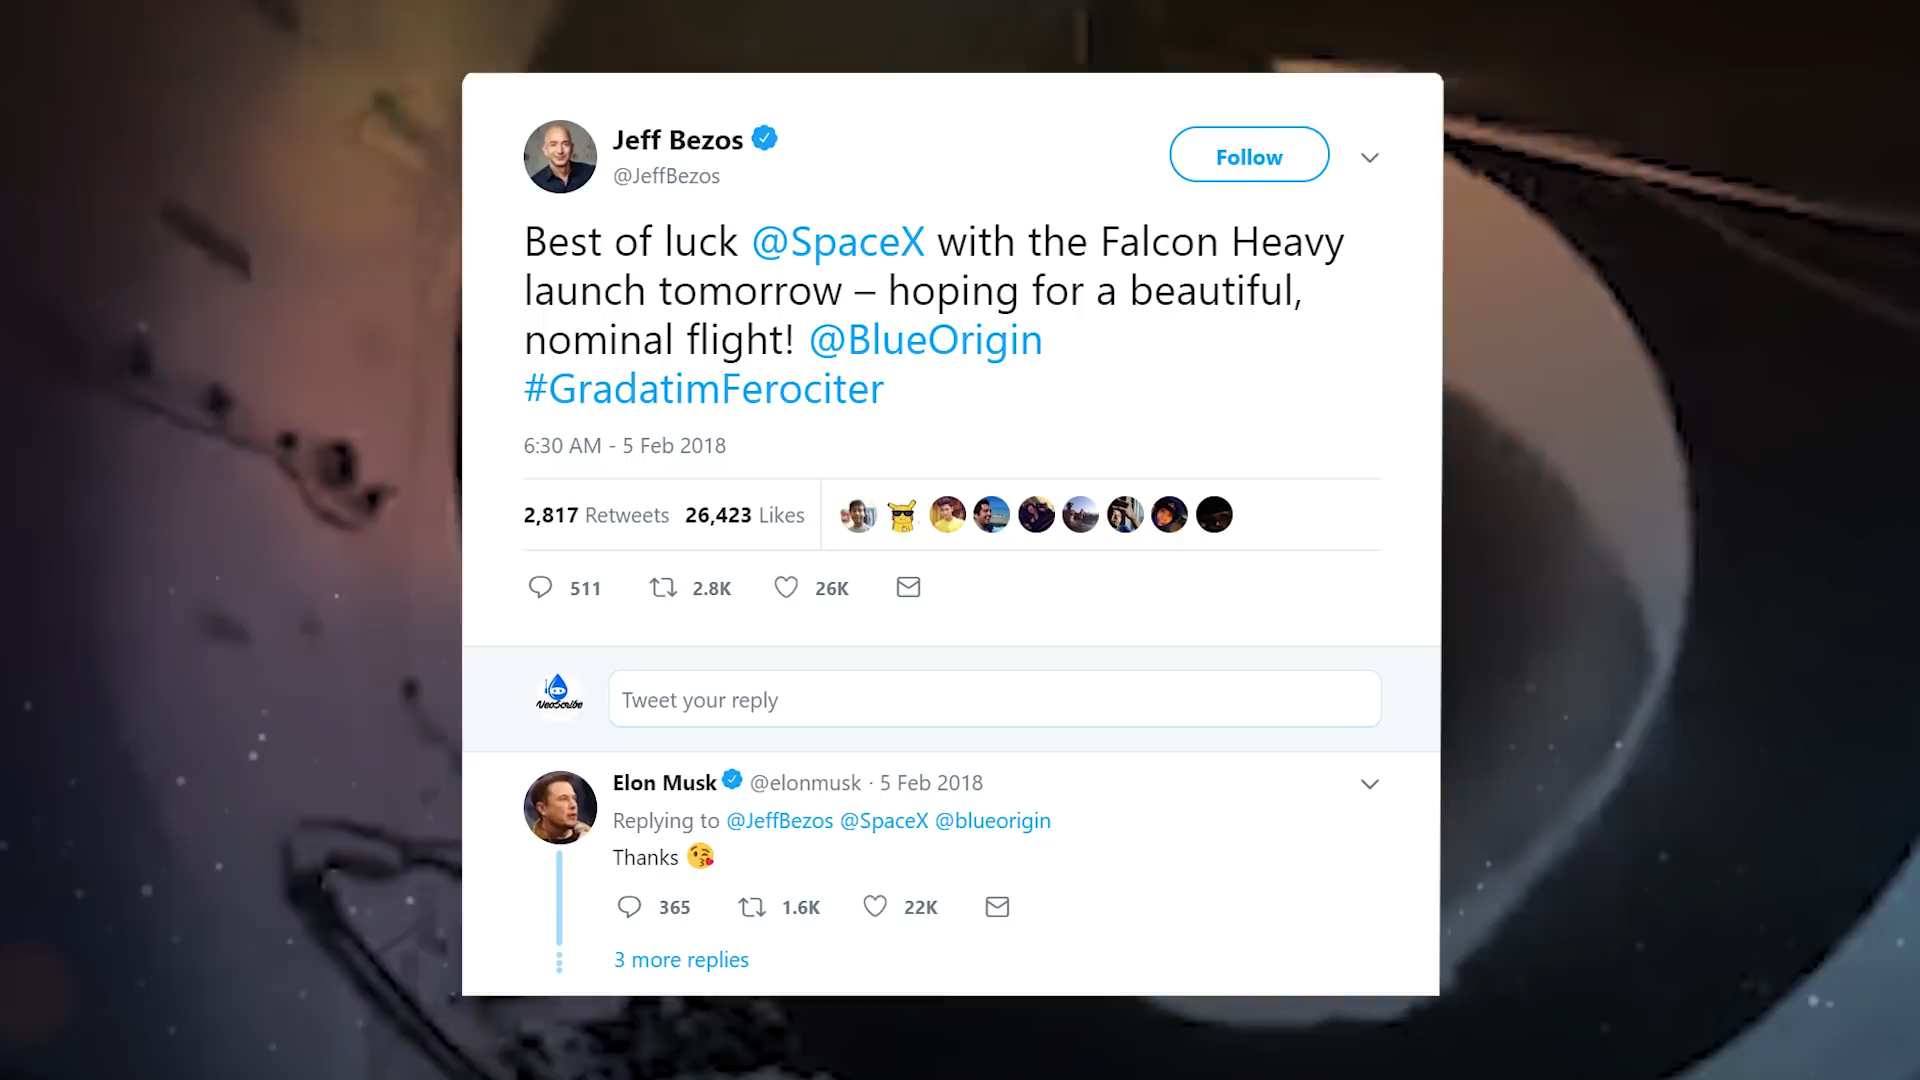 Jeff Bezos
@JeffBezos
Follow
Best of luck @SpaceX with the Falcon Heavy
launch tomorrow – hoping for a beautiful,
nominal flight! @BlueOrigin
#GradatimFerociter
6:30 AM - 5 Feb 2018
2,817 Retweets 26,423 Likes
511 2.8K 26K
NeoScribe
Tweet your reply
Elon Musk @elonmusk · 5 Feb 2018
Replying to @JeffBezos @SpaceX @blueorigin
Thanks 😘
365 1.6K 22K
3 more replies